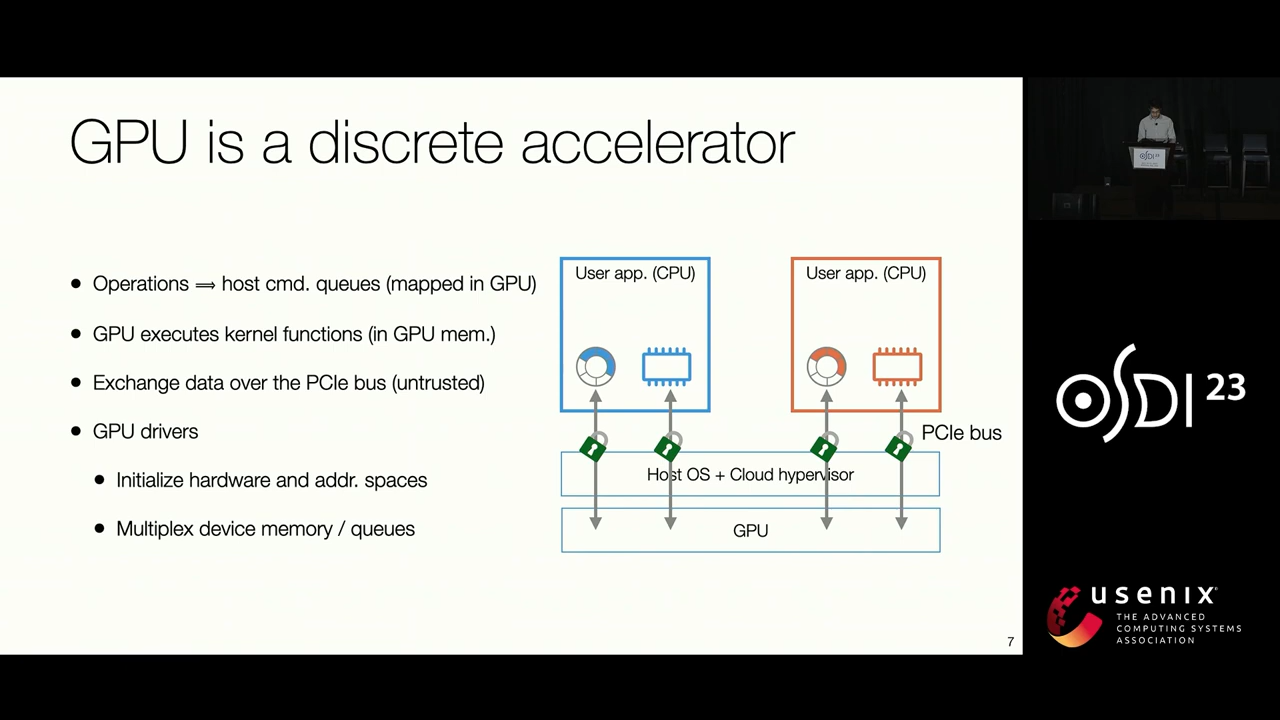 GPU is a discrete accelerator
Operations ⟹ host cmd. queues (mapped in GPU)
GPU executes kernel functions (in GPU mem.)
Exchange data over the PCIe bus (untrusted)
GPU drivers
Initialize hardware and addr. spaces
Multiplex device memory / queues
User app. (CPU)
User app. (CPU)
PCIe bus
Host OS + Cloud hypervisor
GPU
7
OSDI
OSDI 23
usenix
THE ADVANCED
COMPUTING SYSTEMS
ASSOCIATION